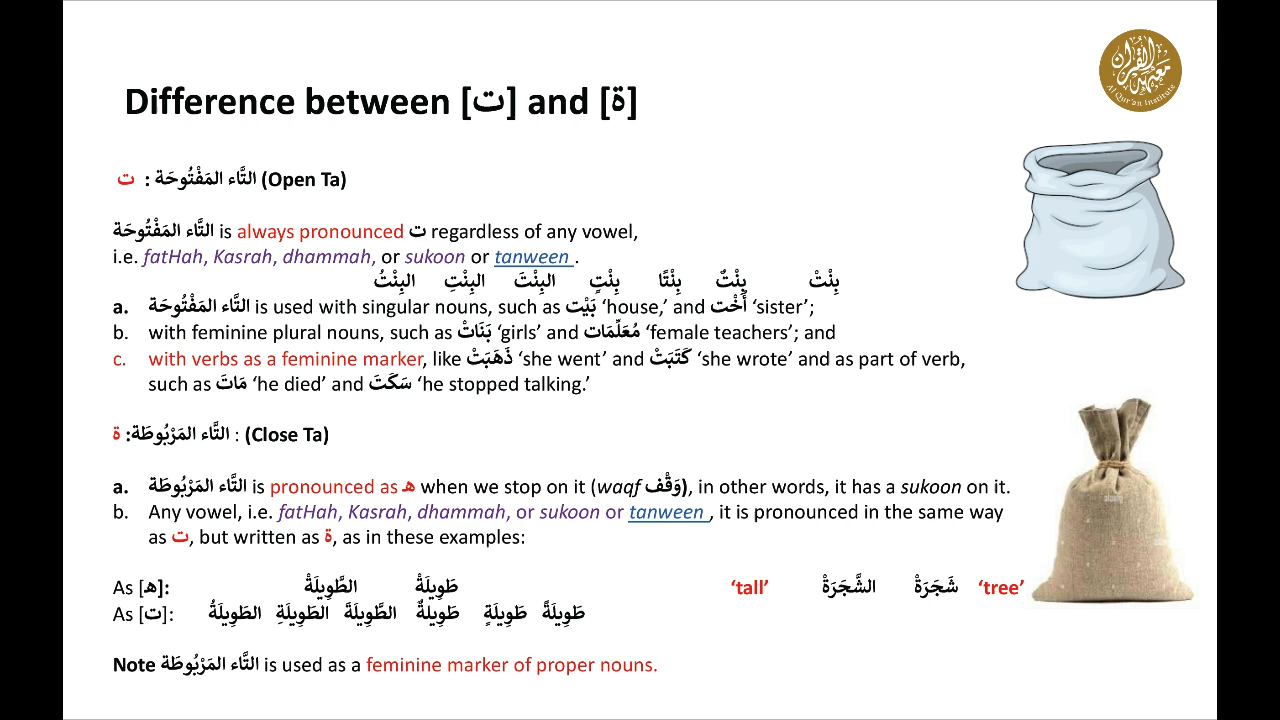 معهد القرآن
Al Qur'an Institute
Difference between [ت] and [ة]
ت : التَّاء المَفْتُوحَة (Open Ta)
التَّاء المَفْتُوحَة is always pronounced ت regardless of any vowel,
i.e. fatHah, Kasrah, dhammah, or sukoon or tanween .
البِنْتُ البِنْتِ البِنْتَ بِنْتٍ بِنْتًا بِنْتٌ بِنْتْ
a. التَّاء المَفْتُوحَة is used with singular nouns, such as بَيْت ‘house,’ and أَخْت ‘sister’;
b. with feminine plural nouns, such as بَنَاتْ ‘girls’ and مُعَلِّمَات ‘female teachers’; and
c. with verbs as a feminine marker, like ذَهَبَتْ ‘she went’ and كَتَبَتْ ‘she wrote’ and as part of verb,
such as مَاتَ ‘he died’ and سَكَتَ ‘he stopped talking.’
ة :التَّاء المَرْبُوطَة : (Close Ta)
a. التَّاء المَرْبُوطَة is pronounced as هـ when we stop on it (waqf وَقْف), in other words, it has a sukoon on it.
b. Any vowel, i.e. fatHah, Kasrah, dhammah, or sukoon or tanween , it is pronounced in the same way
as ت, but written as ة, as in these examples:
As [هـ]: الطَّوِيلَةْ طَوِيلَةْ ‘tall’ الشَّجَرَةْ شَجَرَةْ ‘tree’
As [ت]: الطَوِيلَةُ الطَوِيلَةِ الطَّوِيلَةَ طَوِيلَةٌ طَوِيلَةٍ طَوِيلَةً
Note التَّاء المَرْبُوطَة is used as a feminine marker of proper nouns.